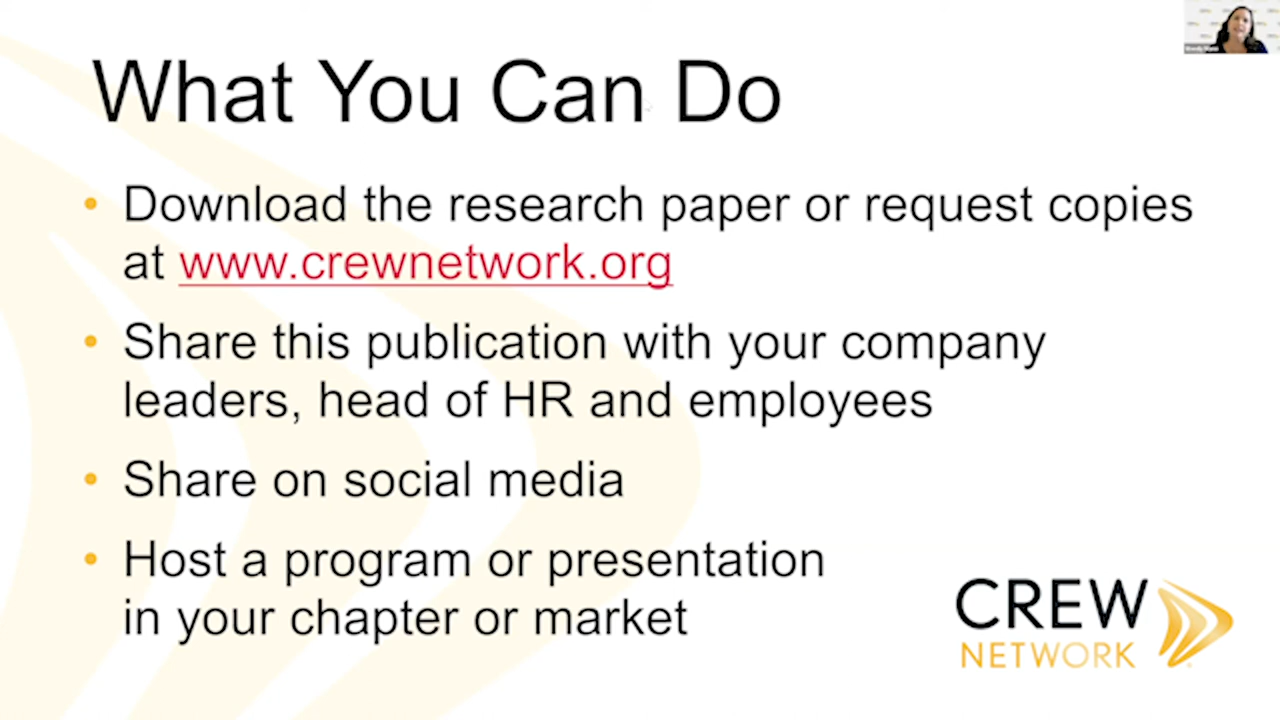 What You Can Do
• Download the research paper or request copies
at www.crewnetwork.org
• Share this publication with your company
leaders, head of HR and employees
• Share on social media
• Host a program or presentation
in your chapter or market
CREW
NETWORK